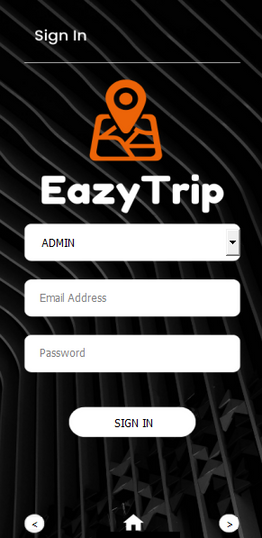 Sign In
EazyTrip
ADMIN
Email Address
Password
SIGN IN
< >